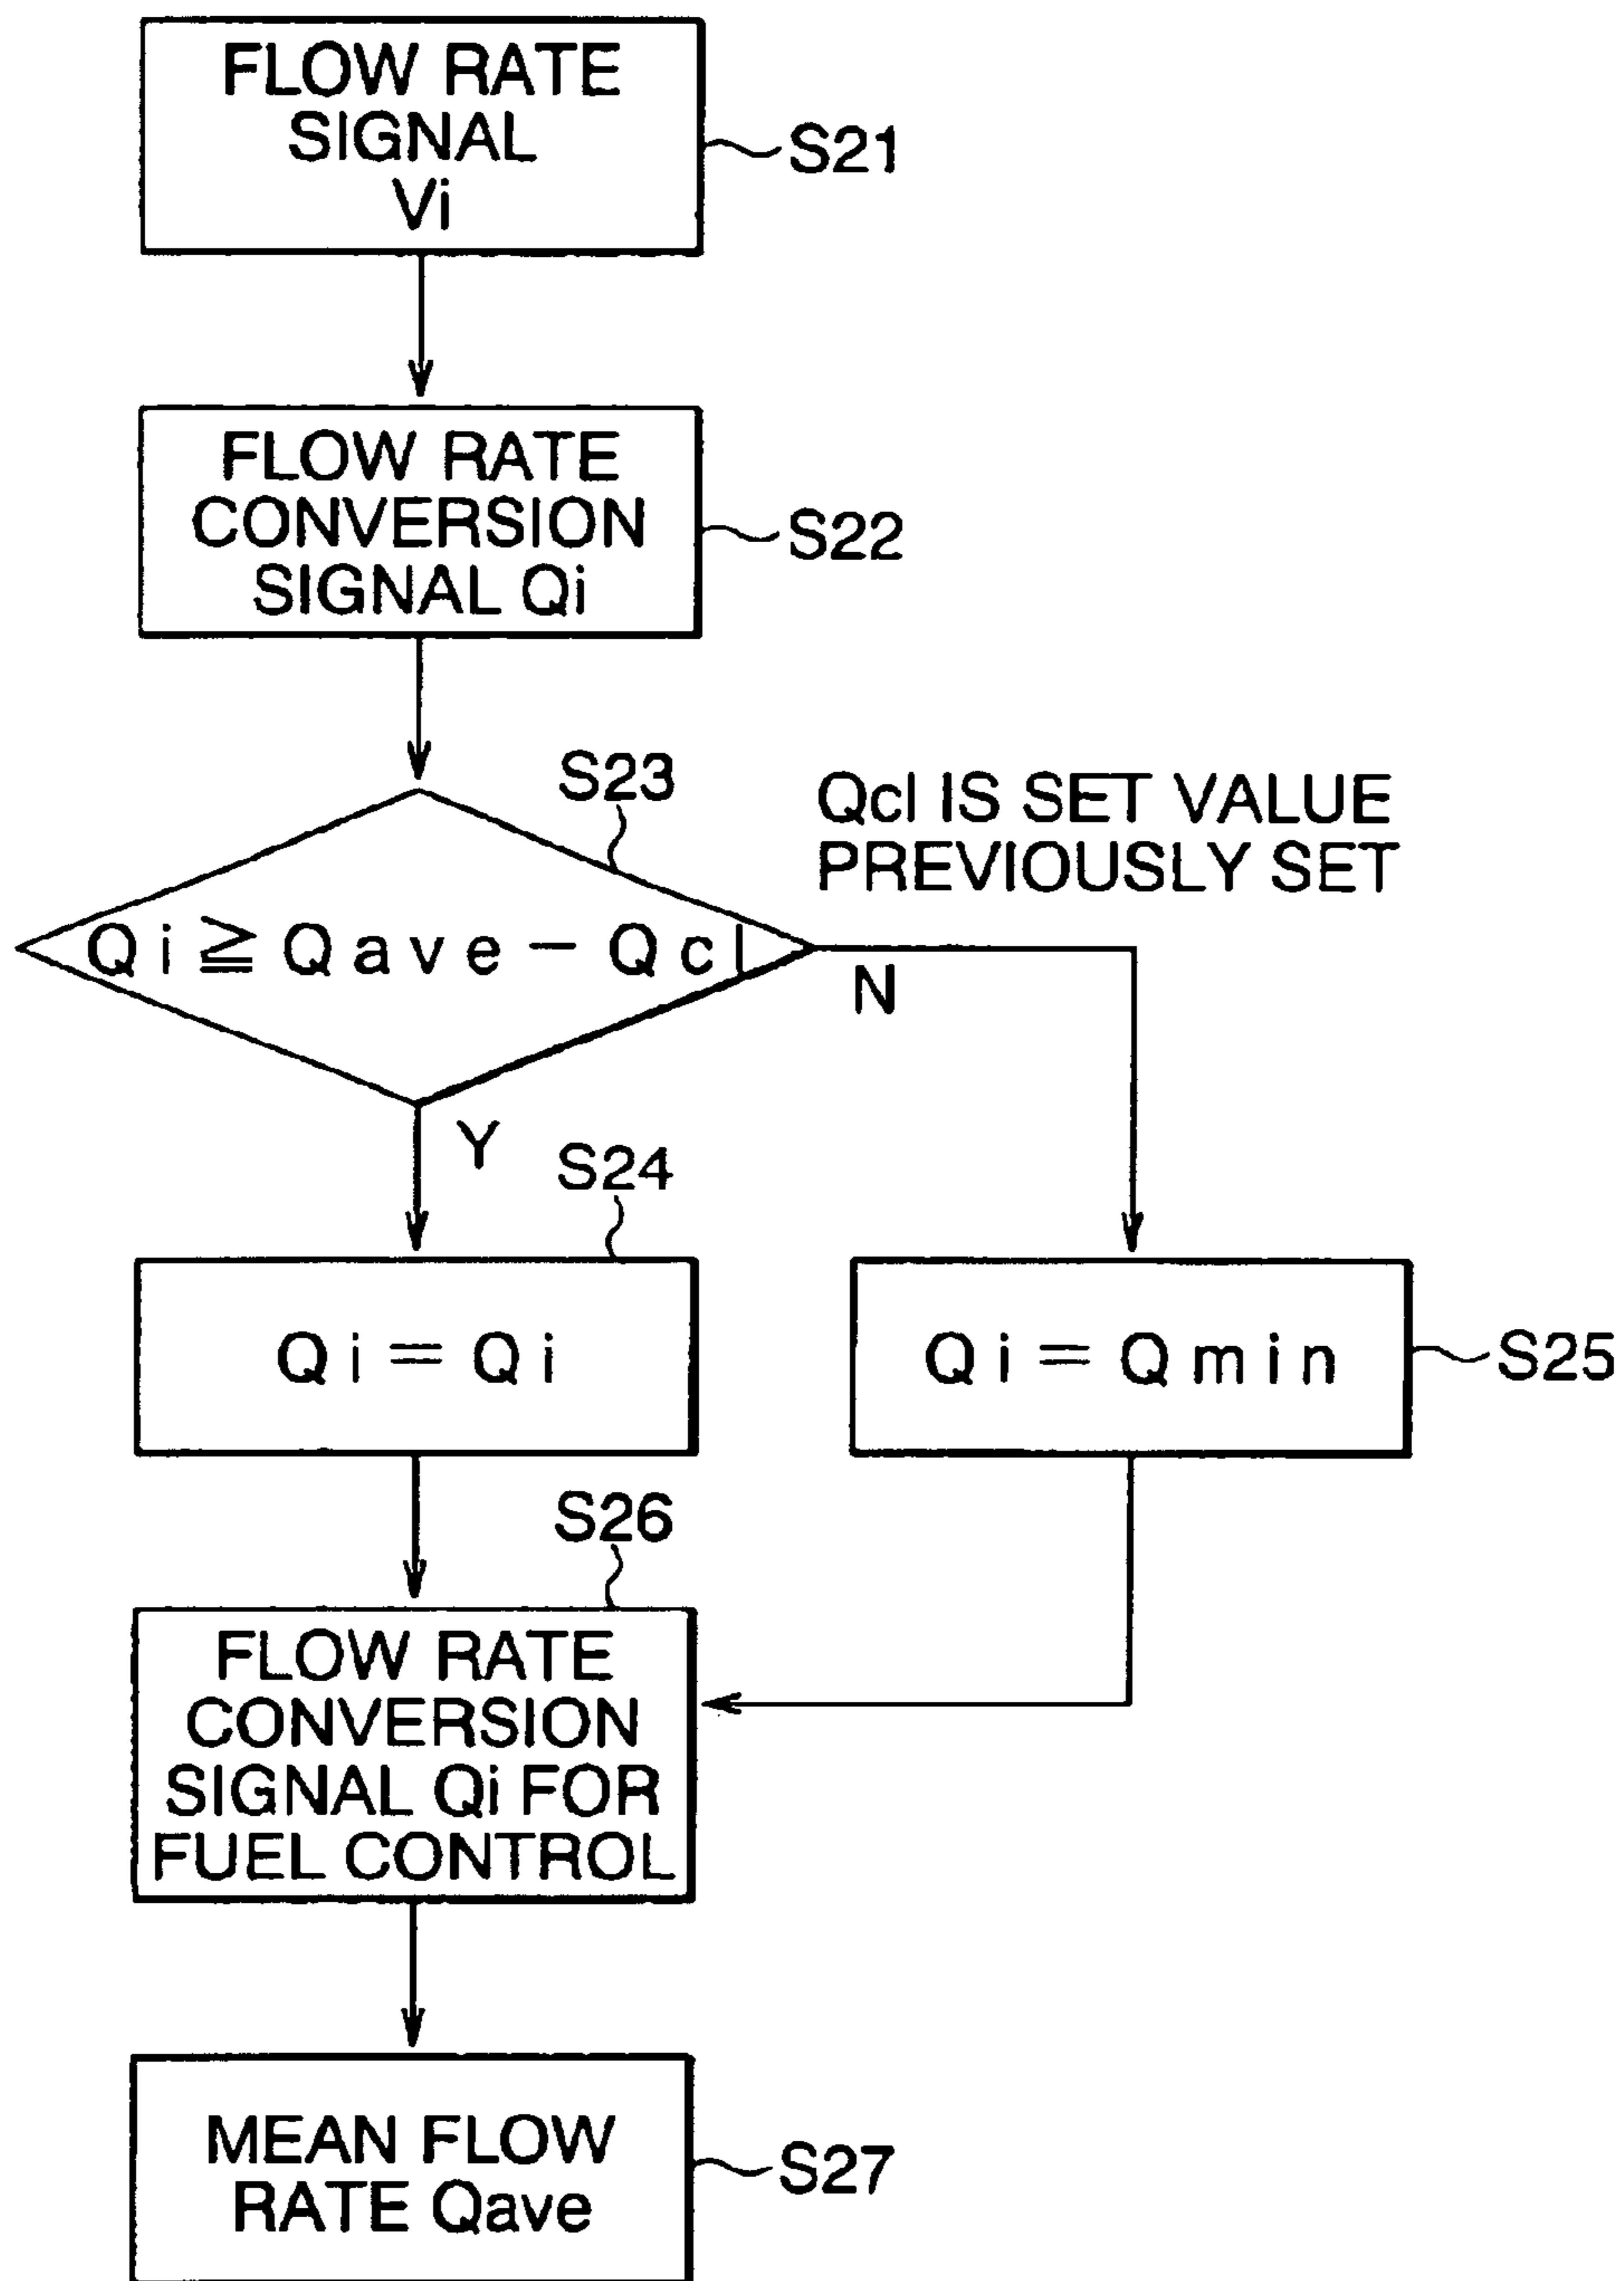 FLOW RATE
SIGNAL
Vi
S21
FLOW RATE
CONVERSION
SIGNAL Qi
S22
S23
Qcl IS SET VALUE
PREVIOUSLY SET
Qi ≧ Qave − Qcl
N
Y
S24
Qi = Qi
Qi = Qmin
S25
S26
FLOW RATE
CONVERSION
SIGNAL Qi FOR
FUEL CONTROL
MEAN FLOW
RATE Qave
S27